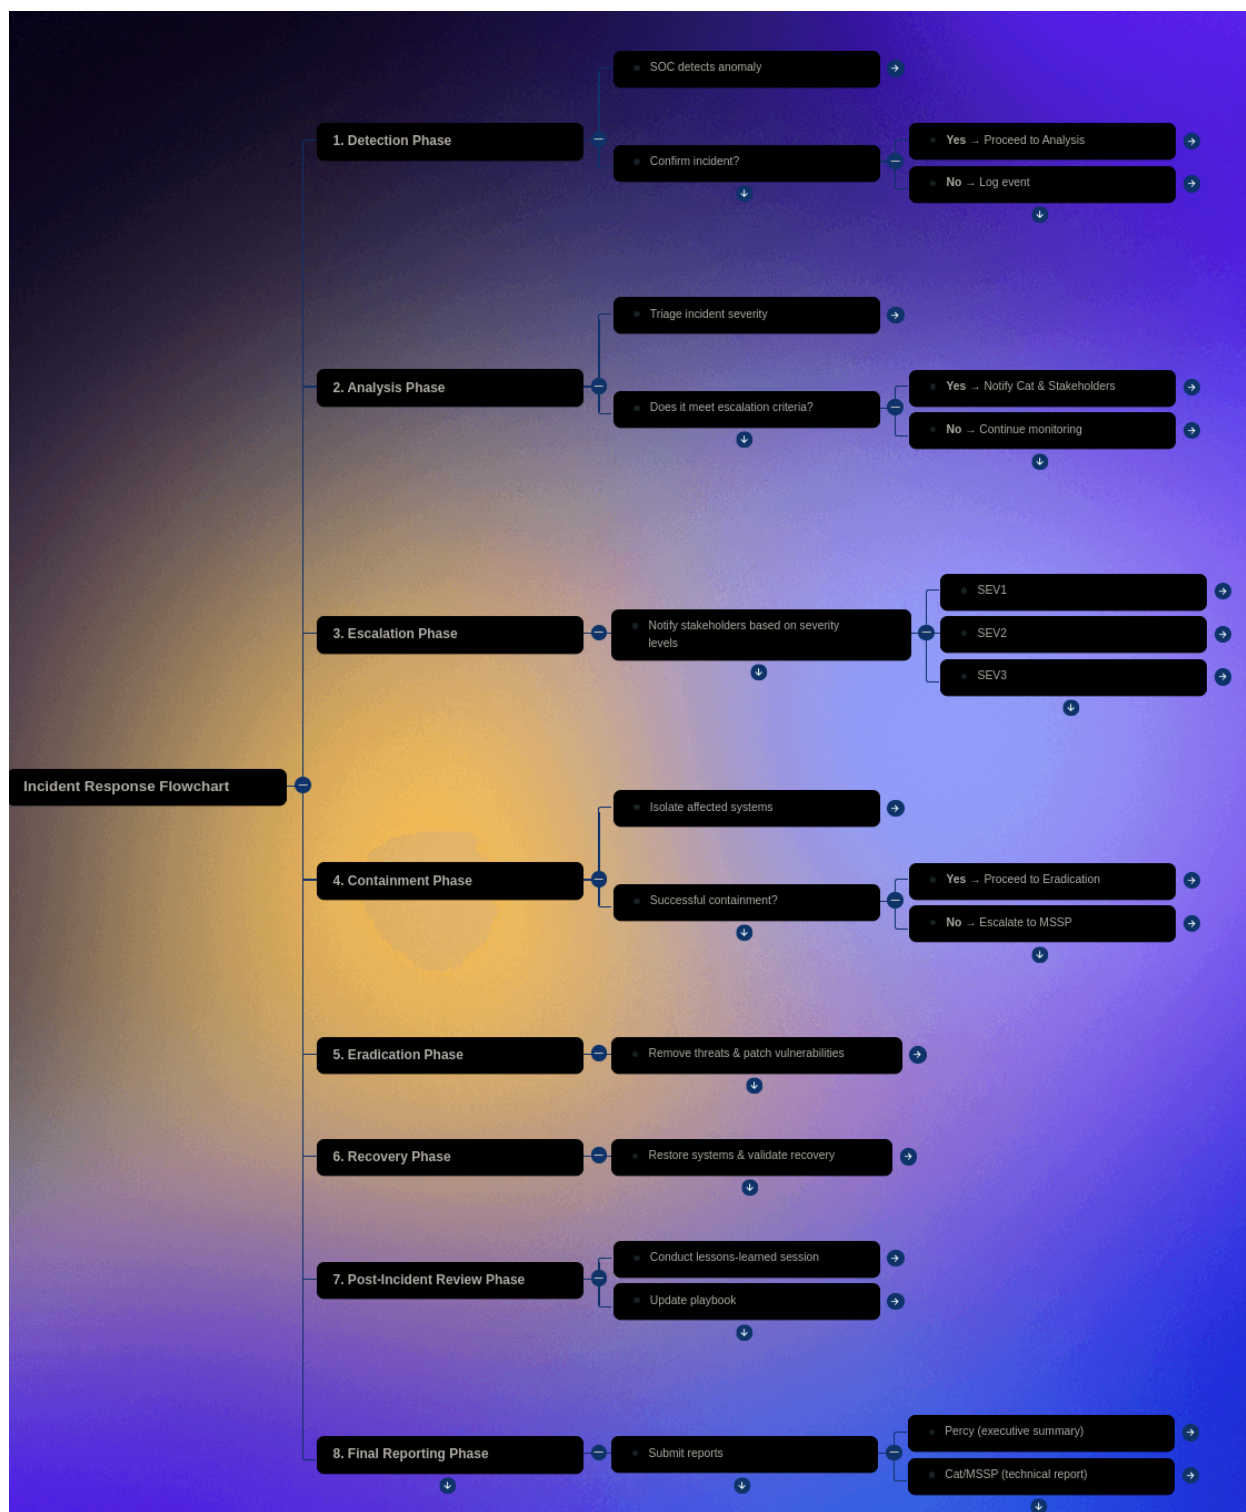 SOC detects anomaly
1. Detection Phase
Confirm incident?
Yes → Proceed to Analysis
No → Log event
Triage incident severity
2. Analysis Phase
Does it meet escalation criteria?
Yes → Notify Cat & Stakeholders
No → Continue monitoring
3. Escalation Phase
Notify stakeholders based on severity
levels
SEV1
SEV2
SEV3
Incident Response Flowchart
Isolate affected systems
4. Containment Phase
Successful containment?
Yes → Proceed to Eradication
No → Escalate to MSSP
5. Eradication Phase
Remove threats & patch vulnerabilities
6. Recovery Phase
Restore systems & validate recovery
7. Post-Incident Review Phase
Conduct lessons-learned session
Update playbook
8. Final Reporting Phase
Submit reports
Percy (executive summary)
Cat/MSSP (technical report)